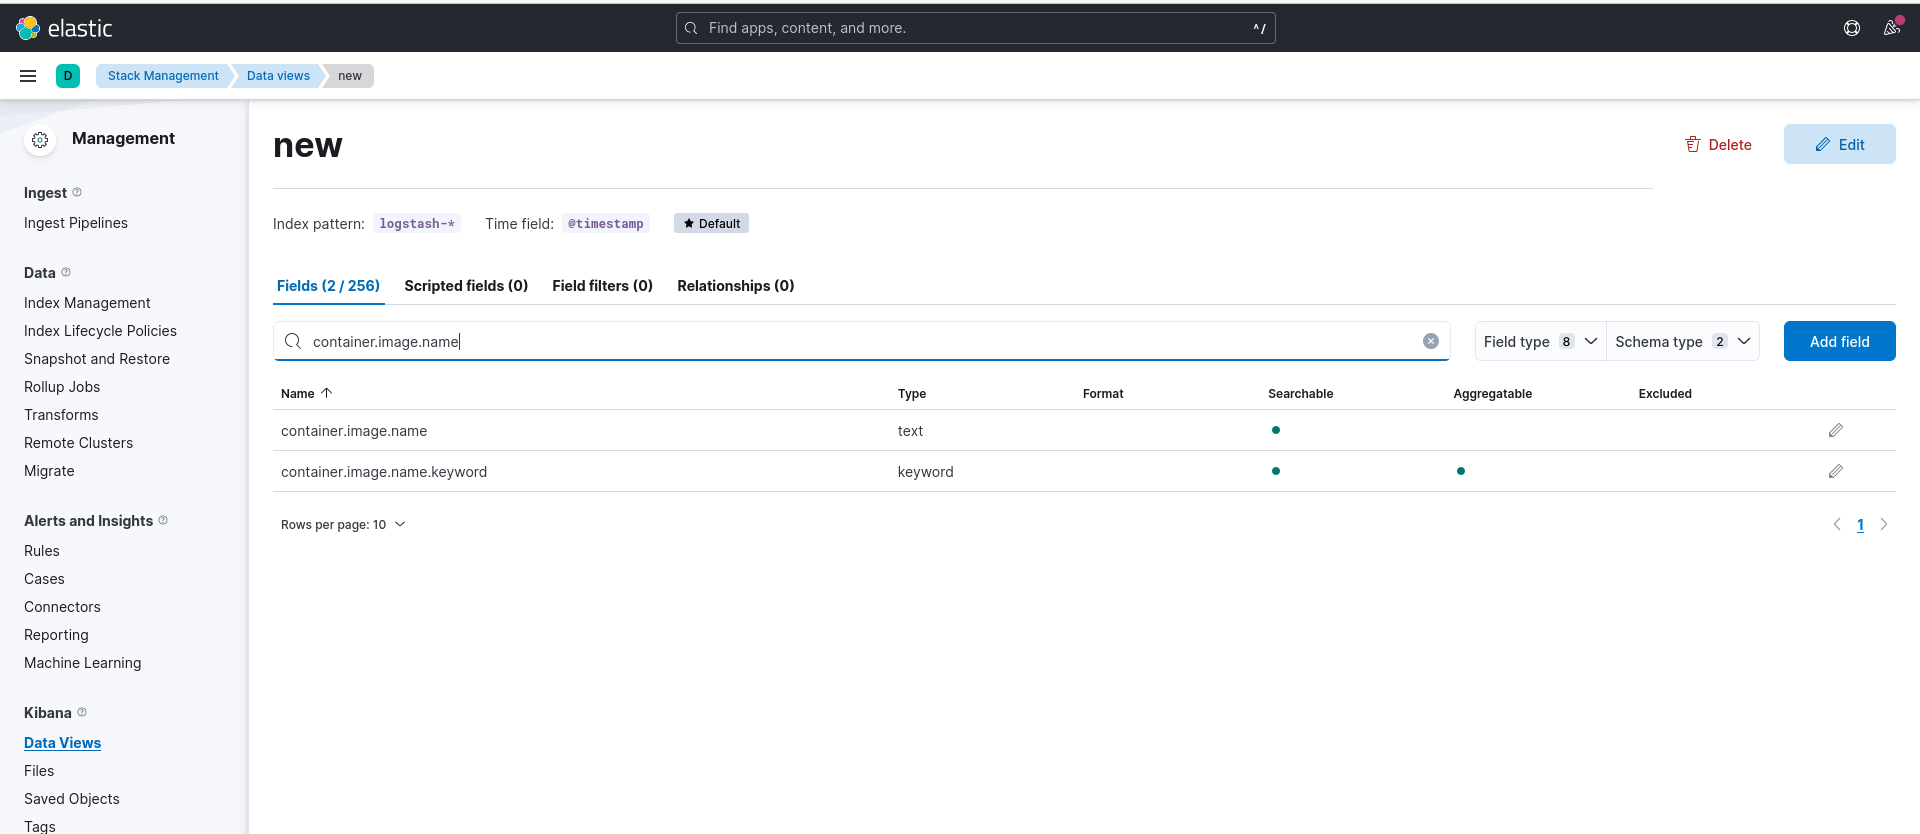 elastic
Find apps, content, and more.
^/
D
Stack Management
Data views
new
Management
Ingest
Ingest Pipelines
Data
Index Management
Index Lifecycle Policies
Snapshot and Restore
Rollup Jobs
Transforms
Remote Clusters
Migrate
Alerts and Insights
Rules
Cases
Connectors
Reporting
Machine Learning
Kibana
Data Views
Files
Saved Objects
Tags
new
Delete
Edit
Index pattern: logstash-* Time field: @timestamp Default
Fields (2 / 256) Scripted fields (0) Field filters (0) Relationships (0)
container.image.name
Field type 8 Schema type 2
Add field
Name Type Format Searchable Aggregatable Excluded
container.image.name text
container.image.name.keyword keyword
Rows per page: 10
1